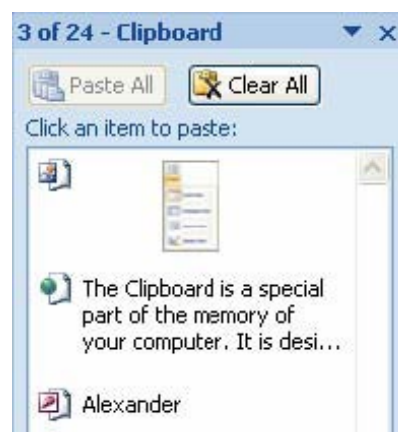 3 of 24 - Clipboard
Paste All Clear All
Click an item to paste:
The Clipboard is a special
part of the memory of
your computer. It is desi...
Alexander